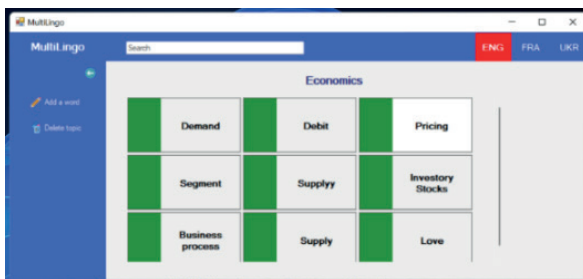 MultiLingo
MultiLingo
Search
ENG FRA UKR
Economics
Add a word
Delete topic
Demand
Debit
Pricing
Segment
Supplyy
Investory
Stocks
Business
process
Supply
Love